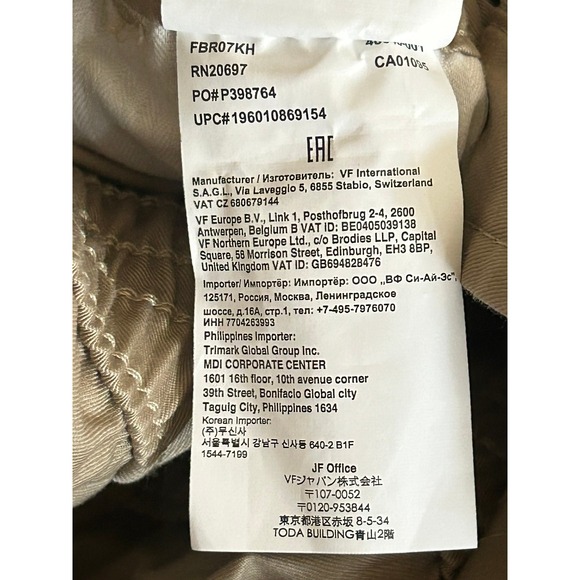 FBR07KH
RN20697
CA01095
PO#P398764
UPC#196010869154
EAC
Manufacturer / Изготовитель: VF International
S.A.G.L, Via Laveggio 5, 6855 Stabio, Switzerland
VAT CZ 680679144
VF Europe B.V., Link 1, Posthofbrug 2-4, 2600
Antwerpen, Belgium B VAT ID: BE0405039138
VF Northern Europe Ltd., c/o Brodies LLP, Capital
Square, 58 Morrison Street, Edinburgh, EH3 8BP,
United Kingdom VAT ID: GB694828476
Importer/ Импортёр: Импортёр: ООО „ВФ Си-Ай-Эс",
125171, Россия, Москва, Ленинградское
шоссе, д.16А, стр.1, тел: +7-495-7976070
ИНН 7704263993
Philippines Importer:
Trimark Global Group Inc.
MDI CORPORATE CENTER
1601 16th floor, 10th avenue corner
39th Street, Bonifacio Global city
Taguig City, Philippines 1634
Korean Importer:
(주)무신사
서울특별시 강남구 신사동 640-2 B1F
1544-7199
JF Office
VFジャパン株式会社
〒107-0052
〒0120-953844
東京都港区赤坂 8-5-34
TODA BUILDING青山2階